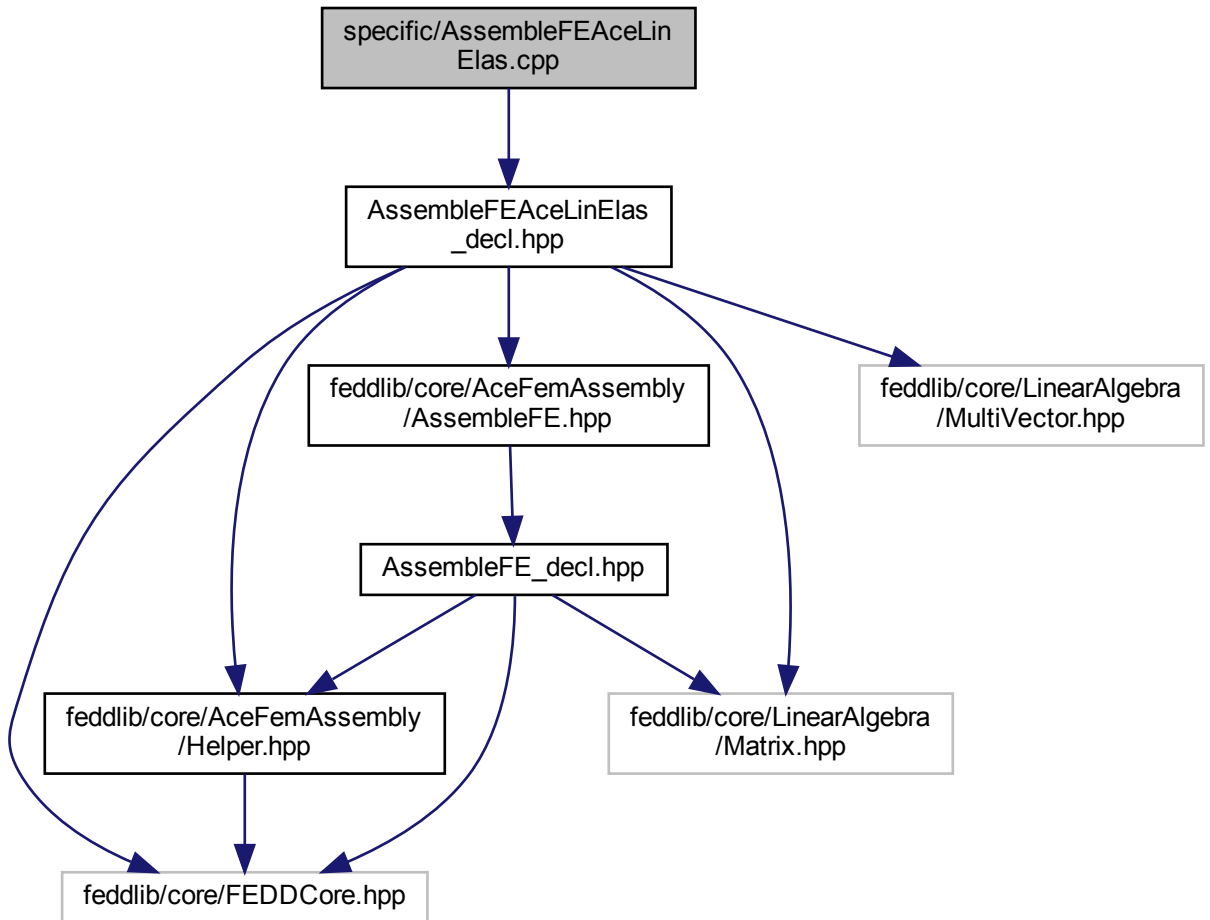 specific/AssembleFEAceLin
Elas.cpp
AssembleFEAceLinElas
_decl.hpp
feddlib/core/AceFemAssembly
/AssembleFE.hpp
feddlib/core/LinearAlgebra
/MultiVector.hpp
AssembleFE_decl.hpp
feddlib/core/AceFemAssembly
/Helper.hpp
feddlib/core/LinearAlgebra
/Matrix.hpp
feddlib/core/FEDDCore.hpp